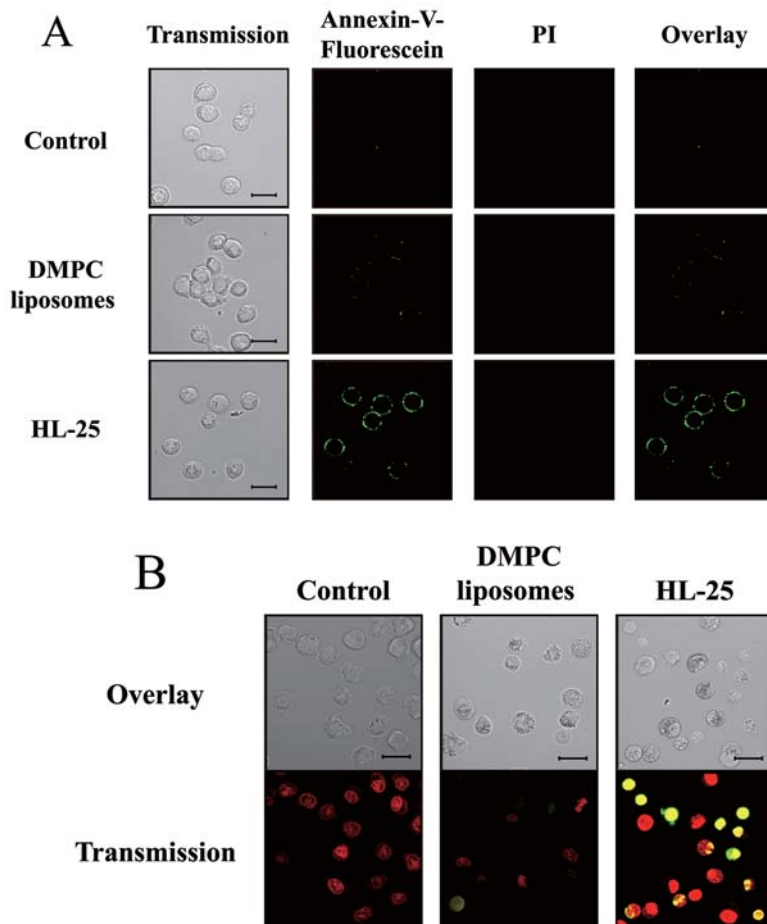 A
Transmission
Annexin-V-
Fluorescein
PI
Overlay
Control
DMPC
liposomes
HL-25
B
Control
DMPC
liposomes
HL-25
Overlay
Transmission